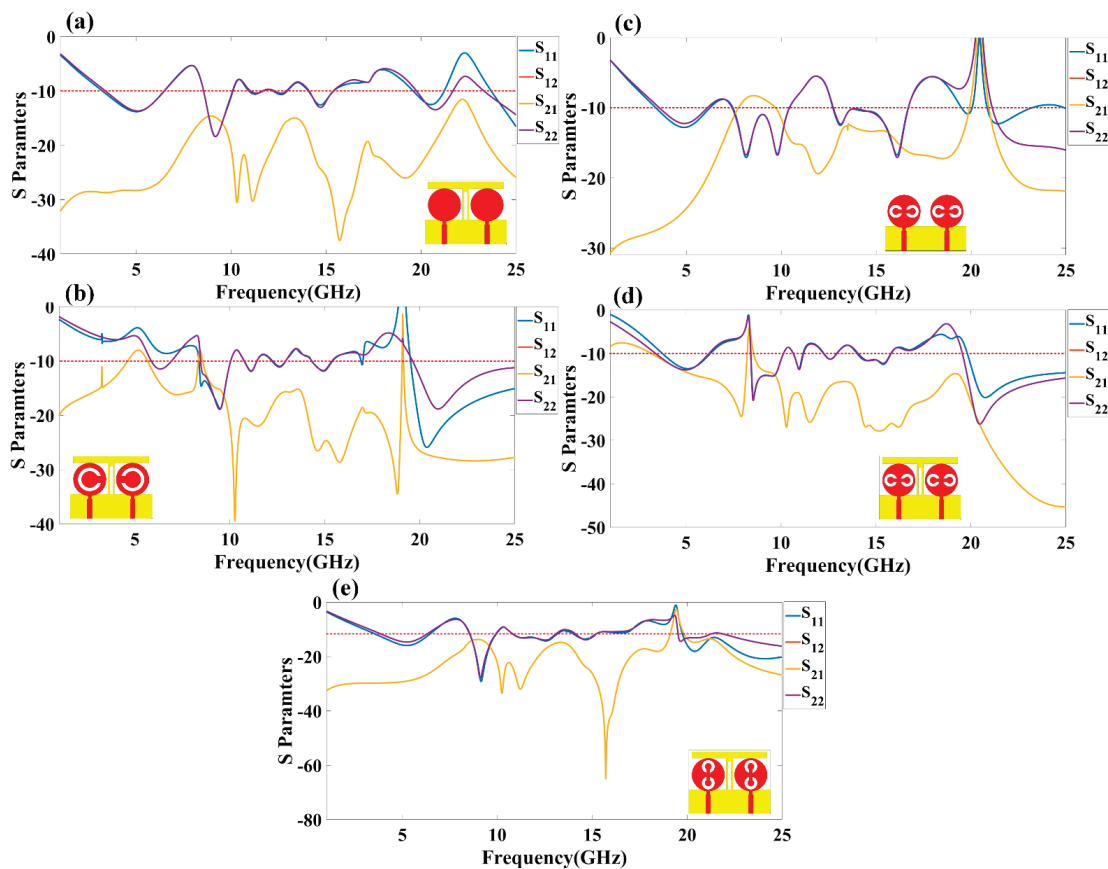 (a)
0
-10
-20
-30
-40
S Paramters
5 10 15 20 25
Frequency(GHz)
S11
S12
S21
S22
(c)
0
-10
-20
-30
S Paramters
5 10 15 20 25
Frequency(GHz)
S11
S12
S21
S22
(b)
0
-10
-20
-30
-40
S Paramters
5 10 15 20 25
Frequency(GHz)
S11
S12
S21
S22
(d)
0
-10
-20
-30
-40
-50
S Paramters
5 10 15 20 25
Frequency(GHz)
S11
S12
S21
S22
(e)
0
-20
-40
-60
-80
S Paramters
5 10 15 20 25
Frequency(GHz)
S11
S12
S21
S22